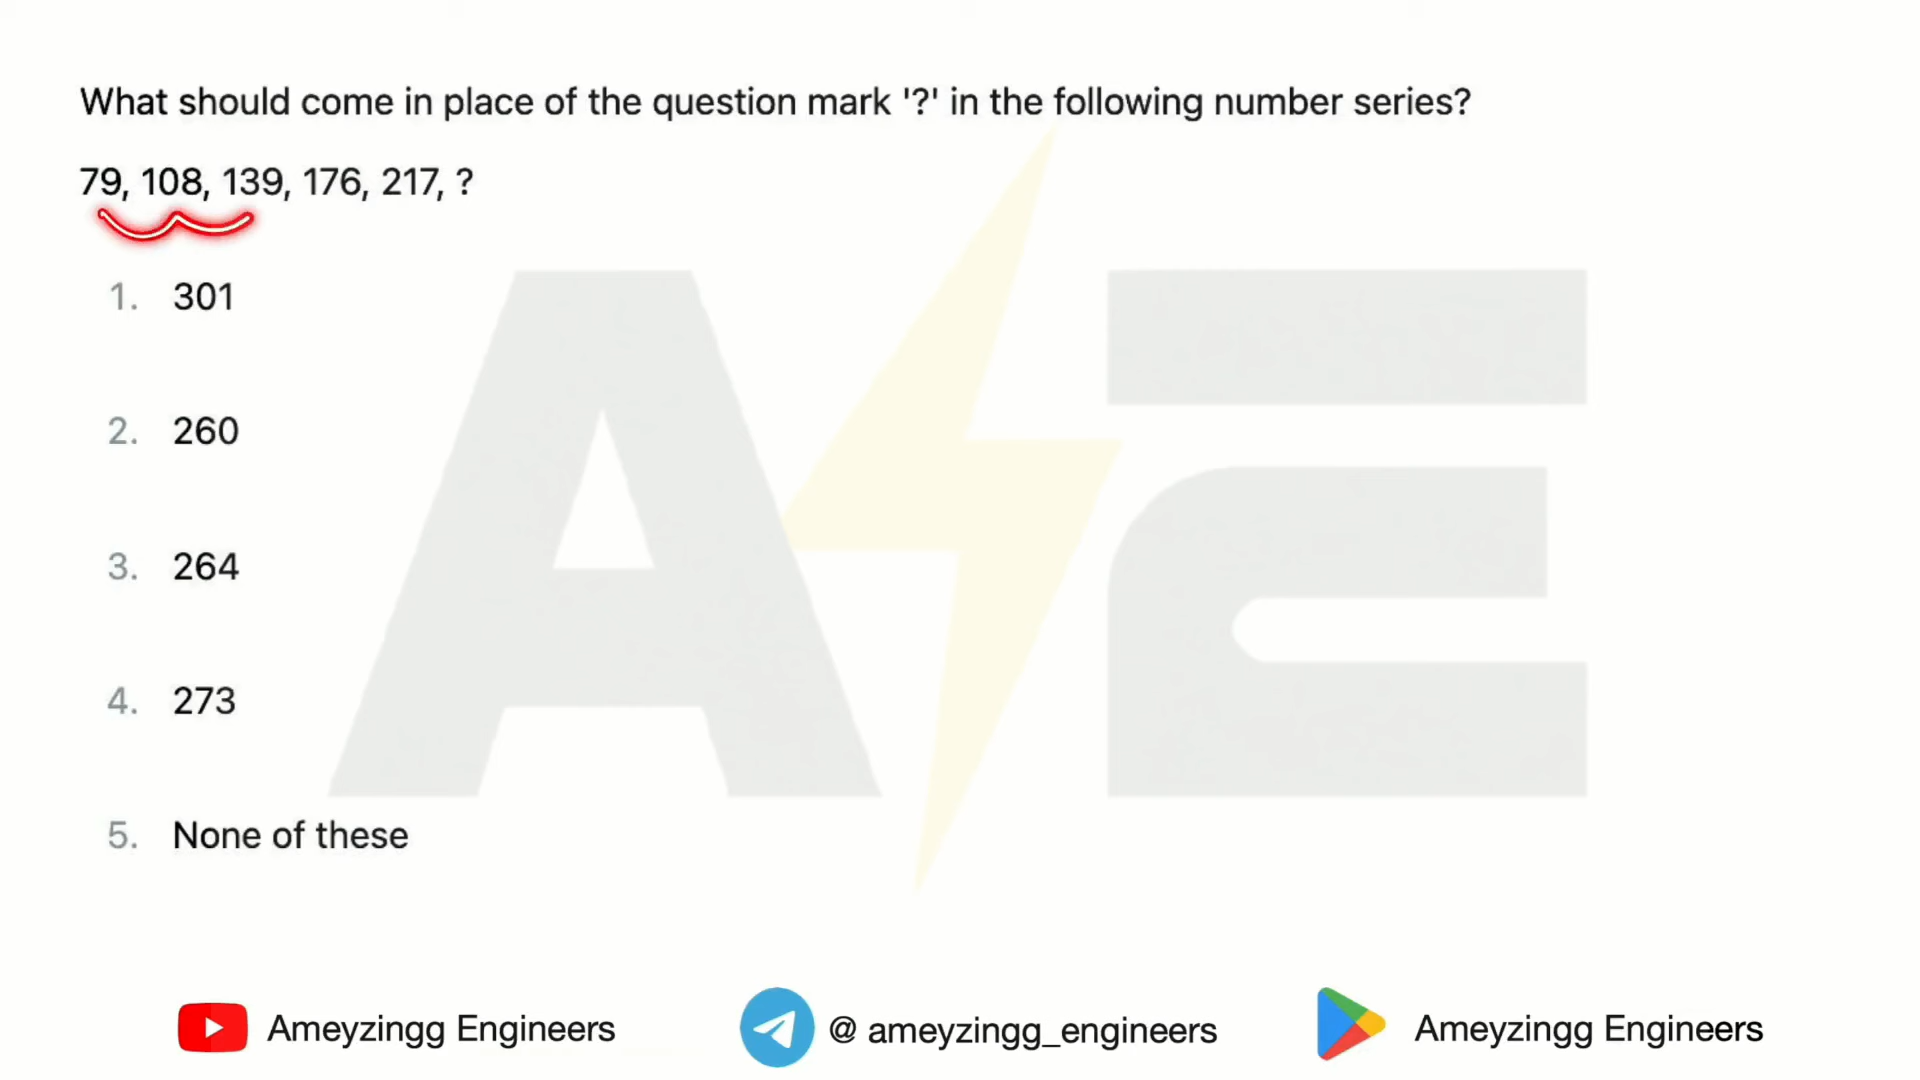 What should come in place of the question mark '?' in the following number series?
79, 108, 139, 176, 217, ?
1. 301
2. 260
3. 264
4. 273
5. None of these
AE
Ameyzingg Engineers
@ ameyzingg_engineers
Ameyzingg Engineers